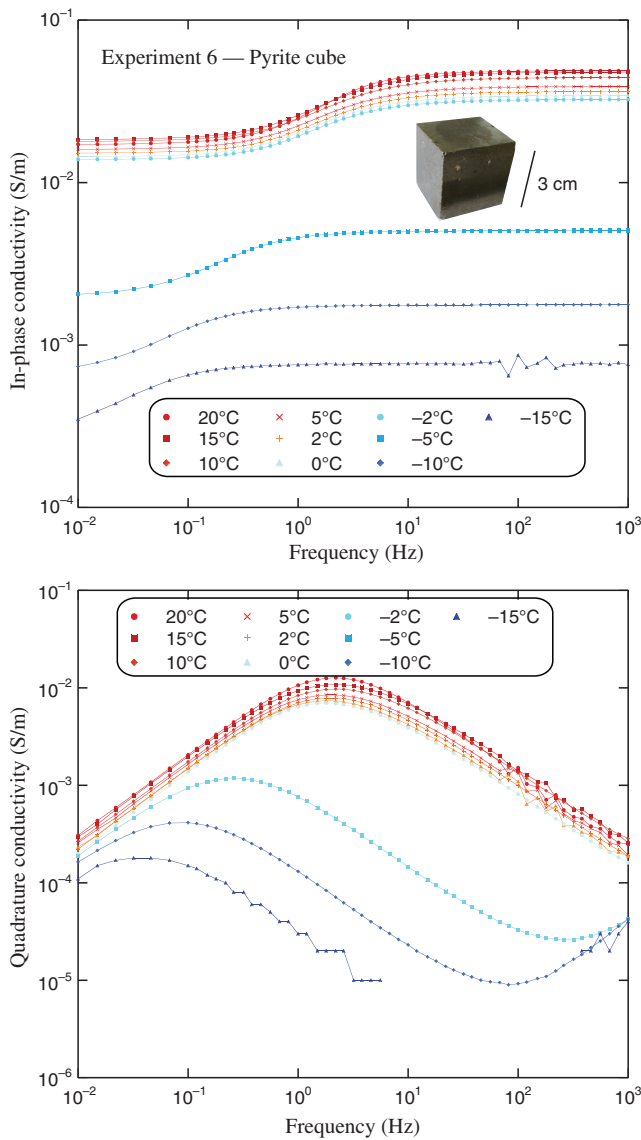 10⁻¹
Experiment 6 — Pyrite cube
10⁻²
3 cm
In-phase conductivity (S/m)
10⁻³
20°C 5°C –2°C –15°C
15°C 2°C –5°C
10°C 0°C –10°C
10⁻⁴
10⁻² 10⁻¹ 10⁰ 10¹ 10² 10³
Frequency (Hz)
10⁻¹
20°C 5°C –2°C –15°C
15°C 2°C –5°C
10°C 0°C –10°C
10⁻²
10⁻³
Quadrature conductivity (S/m)
10⁻⁴
10⁻⁵
10⁻⁶
10⁻² 10⁻¹ 10⁰ 10¹ 10² 10³
Frequency (Hz)